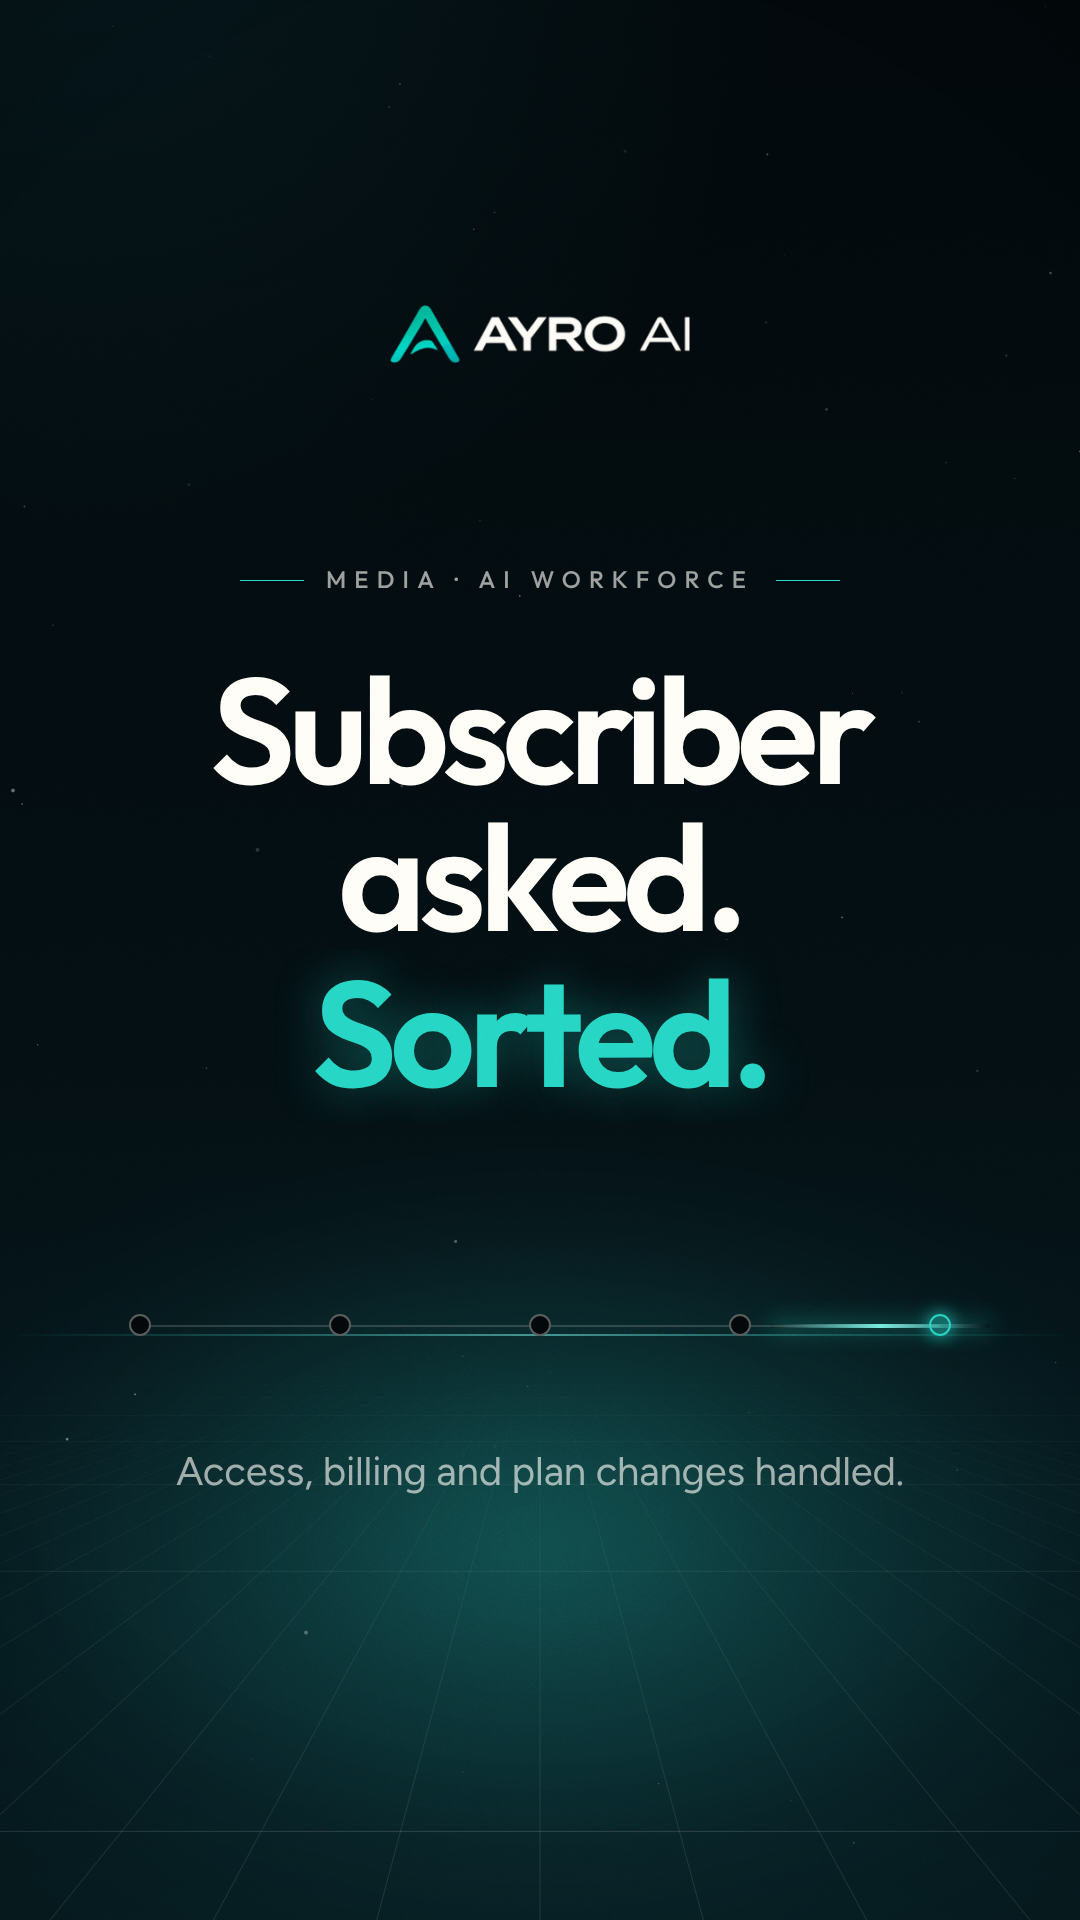 AYRO AI
MEDIA · AI WORKFORCE
Subscriber
asked.
Sorted.
Access, billing and plan changes handled.